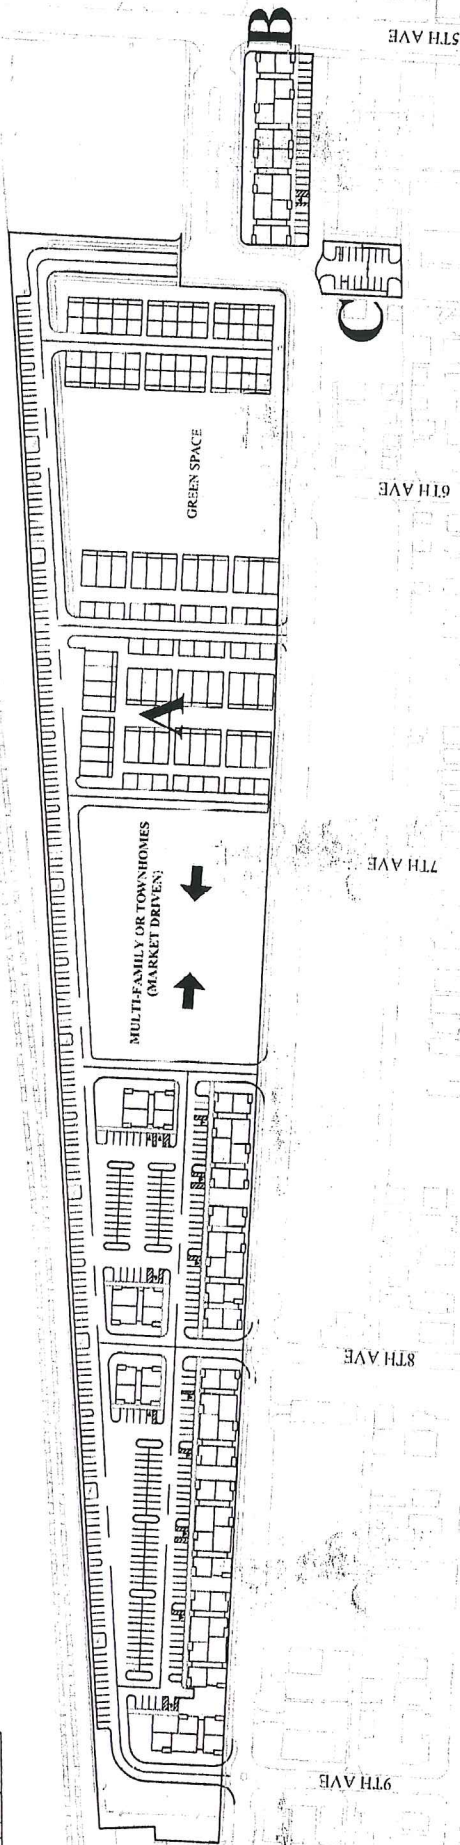 B
5TH AVE
C
GREEN SPACE
6TH AVE
A
MULTI-FAMILY OR TOWNHOMES
(MARKET DRIVEN)
7TH AVE
8TH AVE
9TH AVE